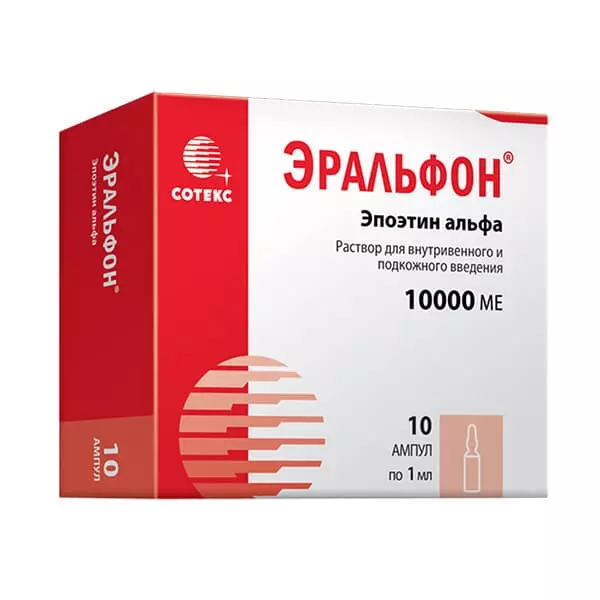 СОТЕКС
ЭРАЛЬФОН®
Эпоэтин альфа
Раствор для внутривенного и
подкожного введения
10000 МЕ
10
АМПУЛ
по 1 мл
ЭРАЛЬФОН®
Эпоэтин альфа
10
АМПУЛ